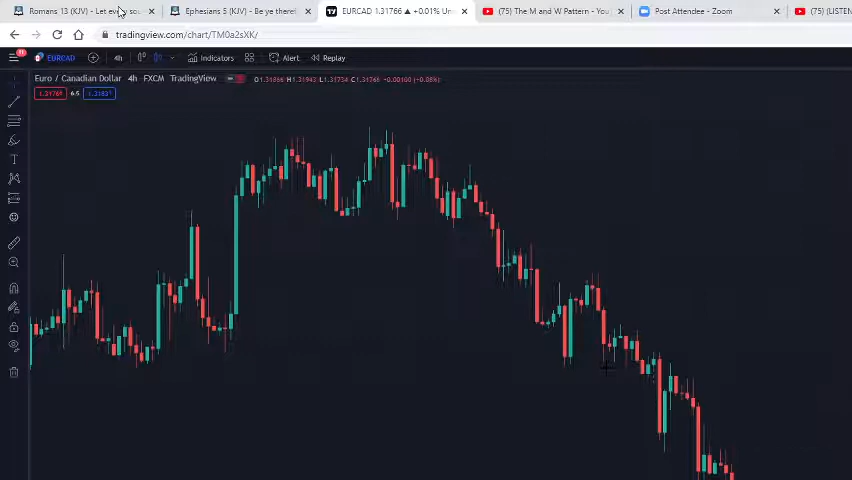 Romans 13 (KJV) - Let every sou
Ephesians 5 (KJV) - Be ye there!
EURCAD 1.31766 ▲ +0.01% Un
(75) The M and W Pattern - You
Post Attendee - Zoom
(75) (LISTEN
tradingview.com/chart/TM0a2sXK/
EURCAD
4h
Indicators
Alert
Replay
Euro / Canadian Dollar · 4h · FXCM · TradingView